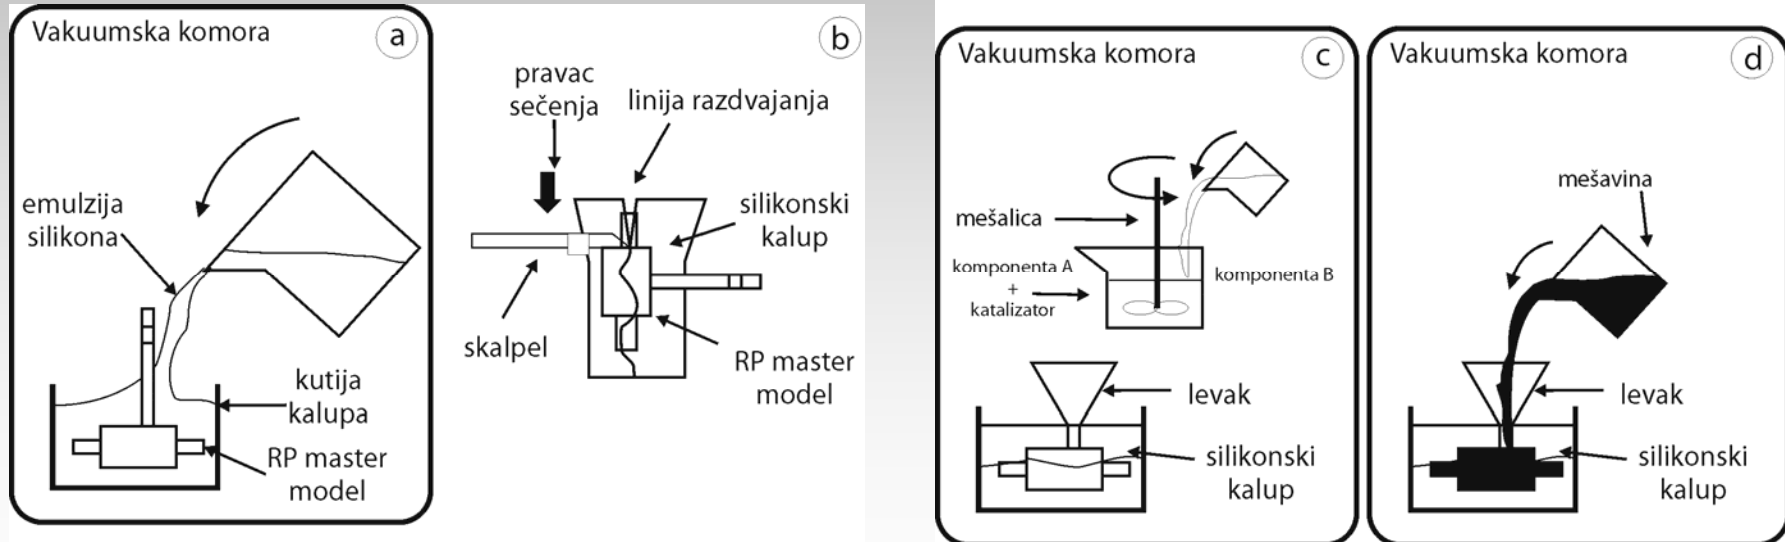 Vakuumska komora
a
emulzija
silikona
kutija
kalupa
RP master
model
b
pravac
sečenja
linija razdvajanja
silikonski
kalup
skalpel
RP master
model
Vakuumska komora
c
mešalica
komponenta A
+
katalizator
komponenta B
levak
silikonski
kalup
Vakuumska komora
d
mešavina
levak
silikonski
kalup